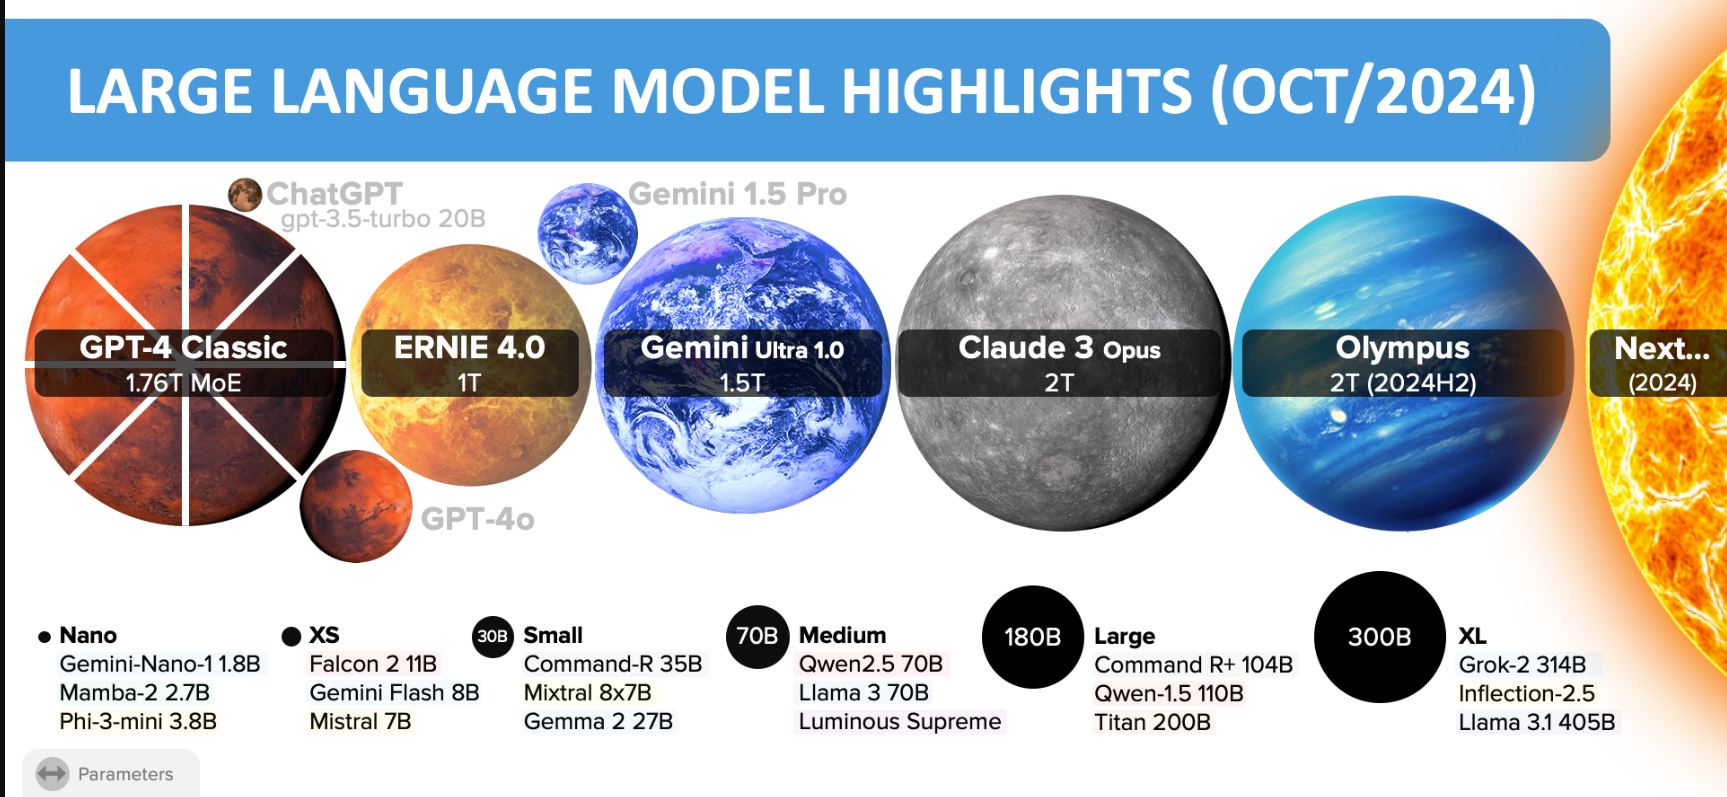 LARGE LANGUAGE MODEL HIGHLIGHTS (OCT/2024)
ChatGPT
gpt-3.5-turbo 20B
Gemini 1.5 Pro
GPT-4 Classic
1.76T MoE
ERNIE 4.0
1T
Gemini Ultra 1.0
1.5T
Claude 3 Opus
2T
Olympus
2T (2024H2)
Next...
(2024)
GPT-4o
Nano
Gemini-Nano-1 1.8B
Mamba-2 2.7B
Phi-3-mini 3.8B
XS
Falcon 2 11B
Gemini Flash 8B
Mistral 7B
30B
Small
Command-R 35B
Mixtral 8x7B
Gemma 2 27B
70B
Medium
Qwen2.5 70B
Llama 3 70B
Luminous Supreme
180B
Large
Command R+ 104B
Qwen-1.5 110B
Titan 200B
300B
XL
Grok-2 314B
Inflection-2.5
Llama 3.1 405B
Parameters